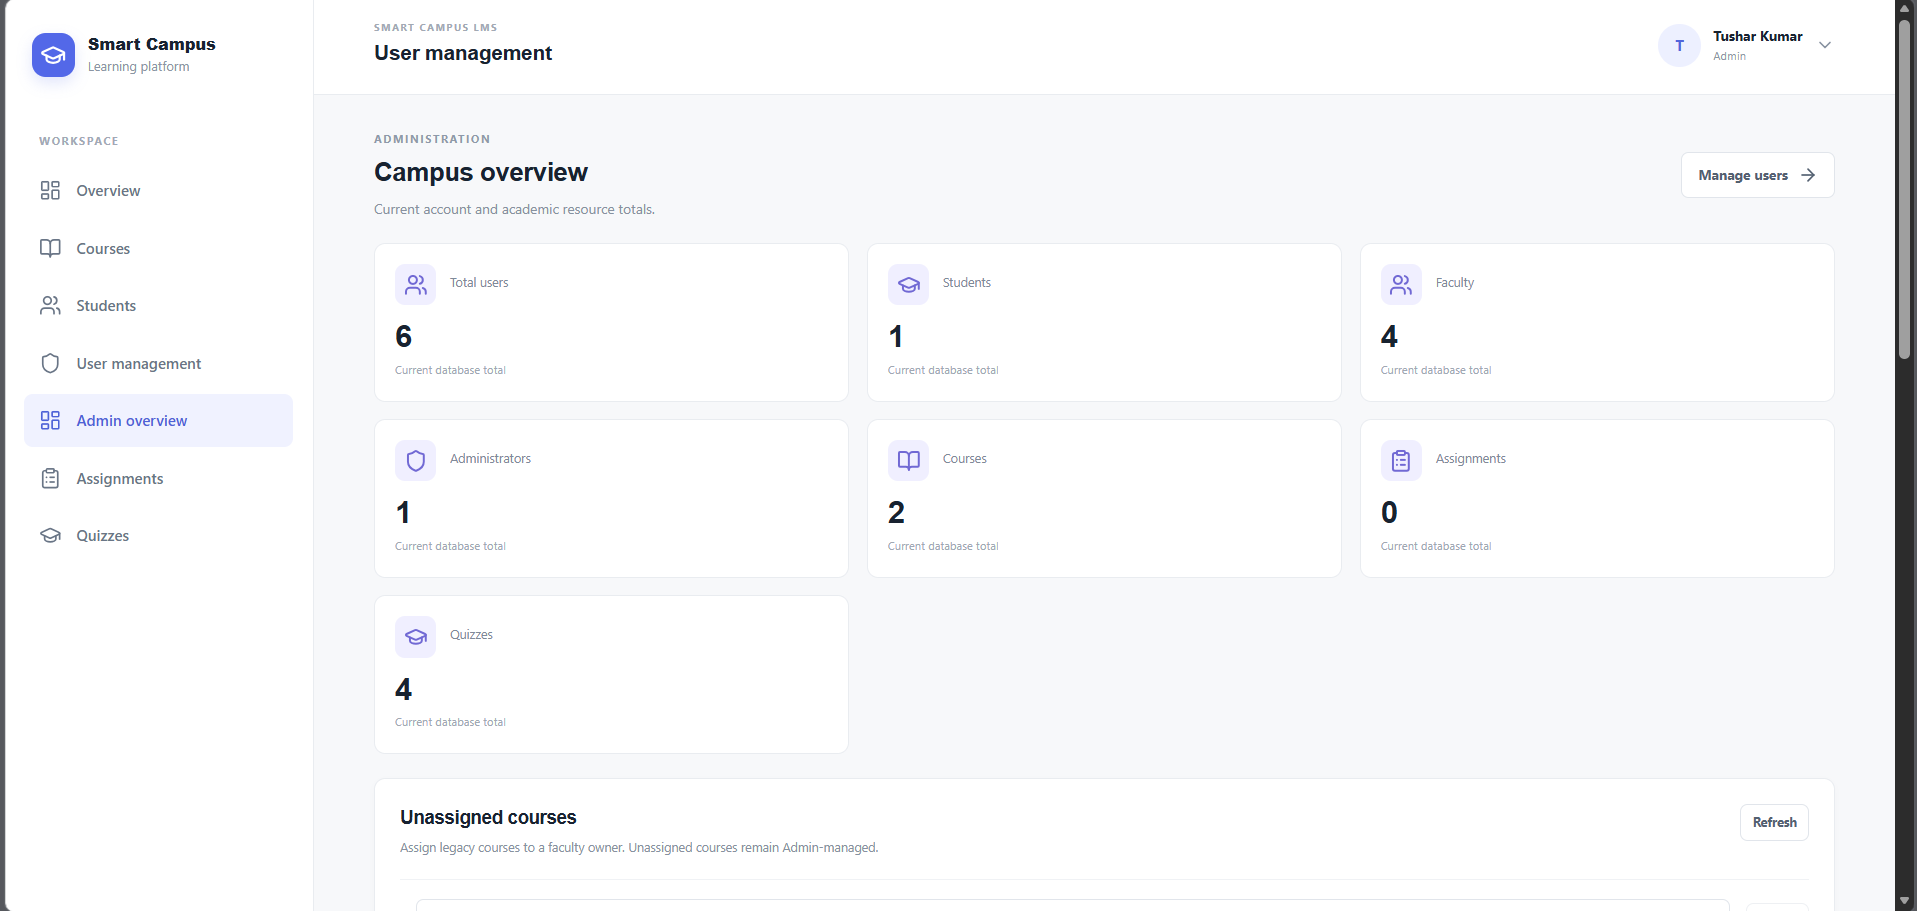 Smart Campus
Learning platform
WORKSPACE
Overview
Courses
Students
User management
Admin overview
Assignments
Quizzes
SMART CAMPUS LMS
User management
T
Tushar Kumar
Admin
ADMINISTRATION
Campus overview
Current account and academic resource totals.
Manage users
Total users
6
Current database total
Students
1
Current database total
Faculty
4
Current database total
Administrators
1
Current database total
Courses
2
Current database total
Assignments
0
Current database total
Quizzes
4
Current database total
Unassigned courses
Assign legacy courses to a faculty owner. Unassigned courses remain Admin-managed.
Refresh